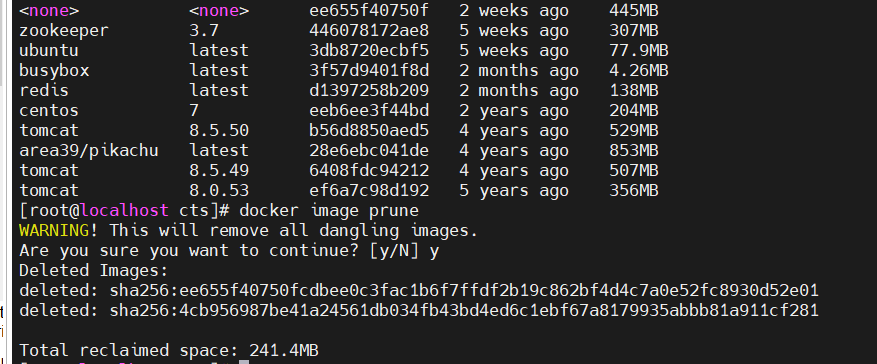 <none> <none> ee655f40750f 2 weeks ago 445MB
zookeeper 3.7 446078172ae8 5 weeks ago 307MB
ubuntu latest 3db8720ecbf5 5 weeks ago 77.9MB
busybox latest 3f57d9401f8d 2 months ago 4.26MB
redis latest d1397258b209 2 months ago 138MB
centos 7 eeb6ee3f44bd 2 years ago 204MB
tomcat 8.5.50 b56d8850aed5 4 years ago 529MB
area39/pikachu latest 28e6ebc041de 4 years ago 853MB
tomcat 8.5.49 6408fdc94212 4 years ago 507MB
tomcat 8.0.53 ef6a7c98d192 5 years ago 356MB
[root@localhost cts]# docker image prune
WARNING! This will remove all dangling images.
Are you sure you want to continue? [y/N] y
Deleted Images:
deleted: sha256:ee655f40750fcdbee0c3fac1b6f7ffdf2b19c862bf4d4c7a0e52fc8930d52e01
deleted: sha256:4cb956987be41a24561db034fb43bd4ed6c1ebf67a8179935abbb81a911cf281
Total reclaimed space: 241.4MB